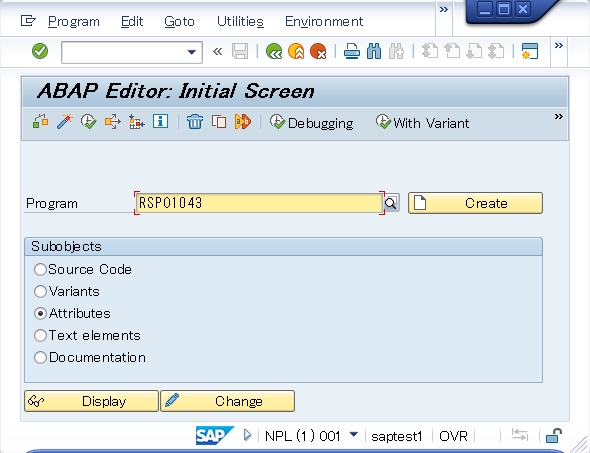 Program Edit Goto Utilities Environment »
«
»
ABAP Editor: Initial Screen
Debugging With Variant »
Program RSPO1043 Create
Subobjects
Source Code
Variants
Attributes
Text elements
Documentation
Display Change
SAP NPL (1) 001 saptest1 OVR